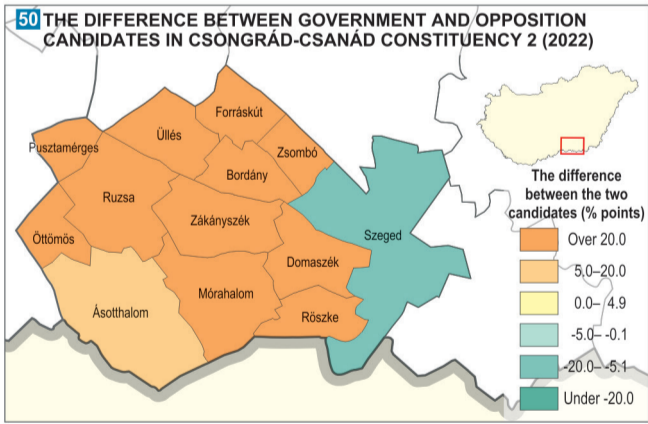 50 THE DIFFERENCE BETWEEN GOVERNMENT AND OPPOSITION
CANDIDATES IN CSONGRÁD-CSANÁD CONSTITUENCY 2 (2022)
Forráskút
Üllés
Pusztamérges
Zsombó
Bordány
Ruzsa
Zákányszék
Szeged
Öttömös
Domaszék
Mórahalom
Ásotthalom
Röszke
The difference
between the two
candidates (% points)
Over 20.0
5.0–20.0
0.0– 4.9
-5.0– -0.1
-20.0– -5.1
Under -20.0